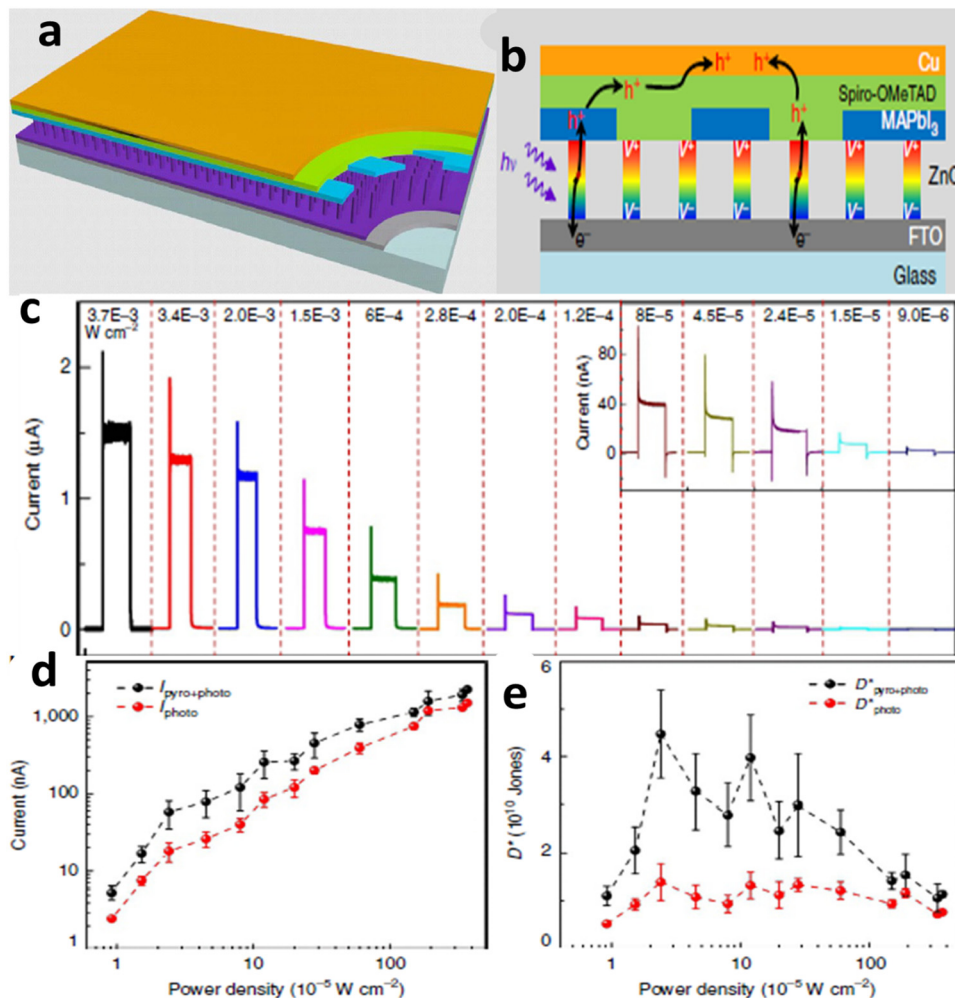 a
b
Cu
h⁺ h⁺
h⁺
Spiro-OMeTAD
h⁺ h⁺
MAPbI₃
V+ V+ V+ V+
hν
ZnO
V− V− V− V−
e⁻ e⁻
FTO
Glass
c
3.7E−3 3.4E−3 2.0E−3 1.5E−3 6E−4 2.8E−4 2.0E−4 1.2E−4 8E−5 4.5E−5 2.4E−5 1.5E−5 9.0E−6
W cm⁻²
Current (µA)
2
1
0
Current (nA)
80
40
0
d
I pyro+photo
I photo
Current (nA)
1,000
100
10
1
1 10 100
Power density (10⁻⁵ W cm⁻²)
e
D* pyro+photo
D* photo
D* (10¹⁰ Jones)
6
4
2
0
1 10 100
Power density (10⁻⁵ W cm⁻²)